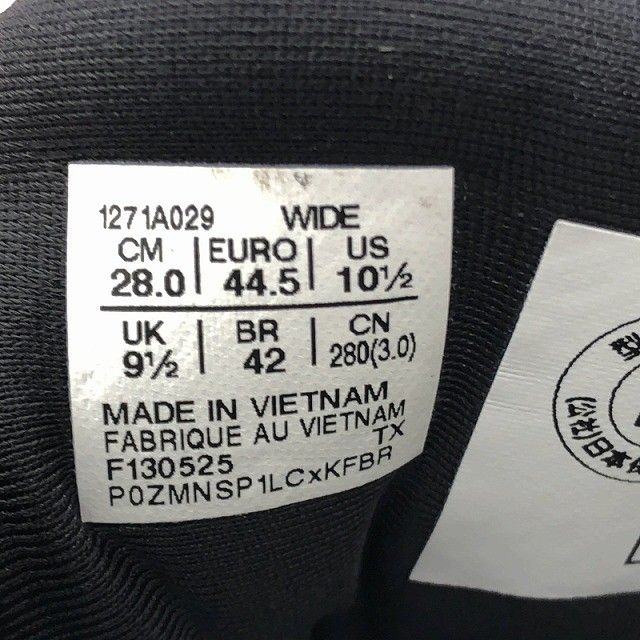 1271A029 WIDE
CM EURO US
28.0 44.5 10½
UK BR CN
9½ 42 280(3.0)
MADE IN VIETNAM
FABRIQUE AU VIETNAM
F130525 TX
P0ZMNSP1LCxKFBR